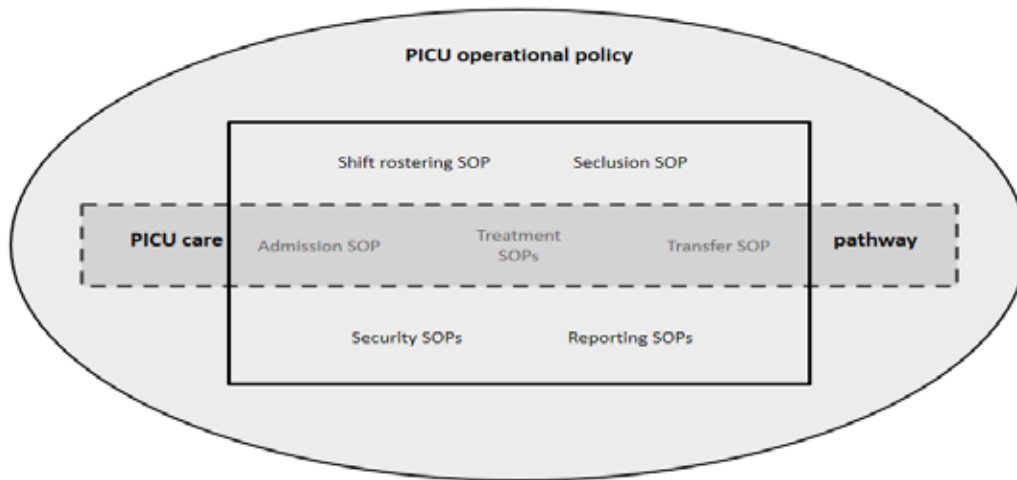 PICU operational policy
Shift rostering SOP
Seclusion SOP
PICU care
Admission SOP
Treatment
SOPs
Transfer SOP
pathway
Security SOPs
Reporting SOPs